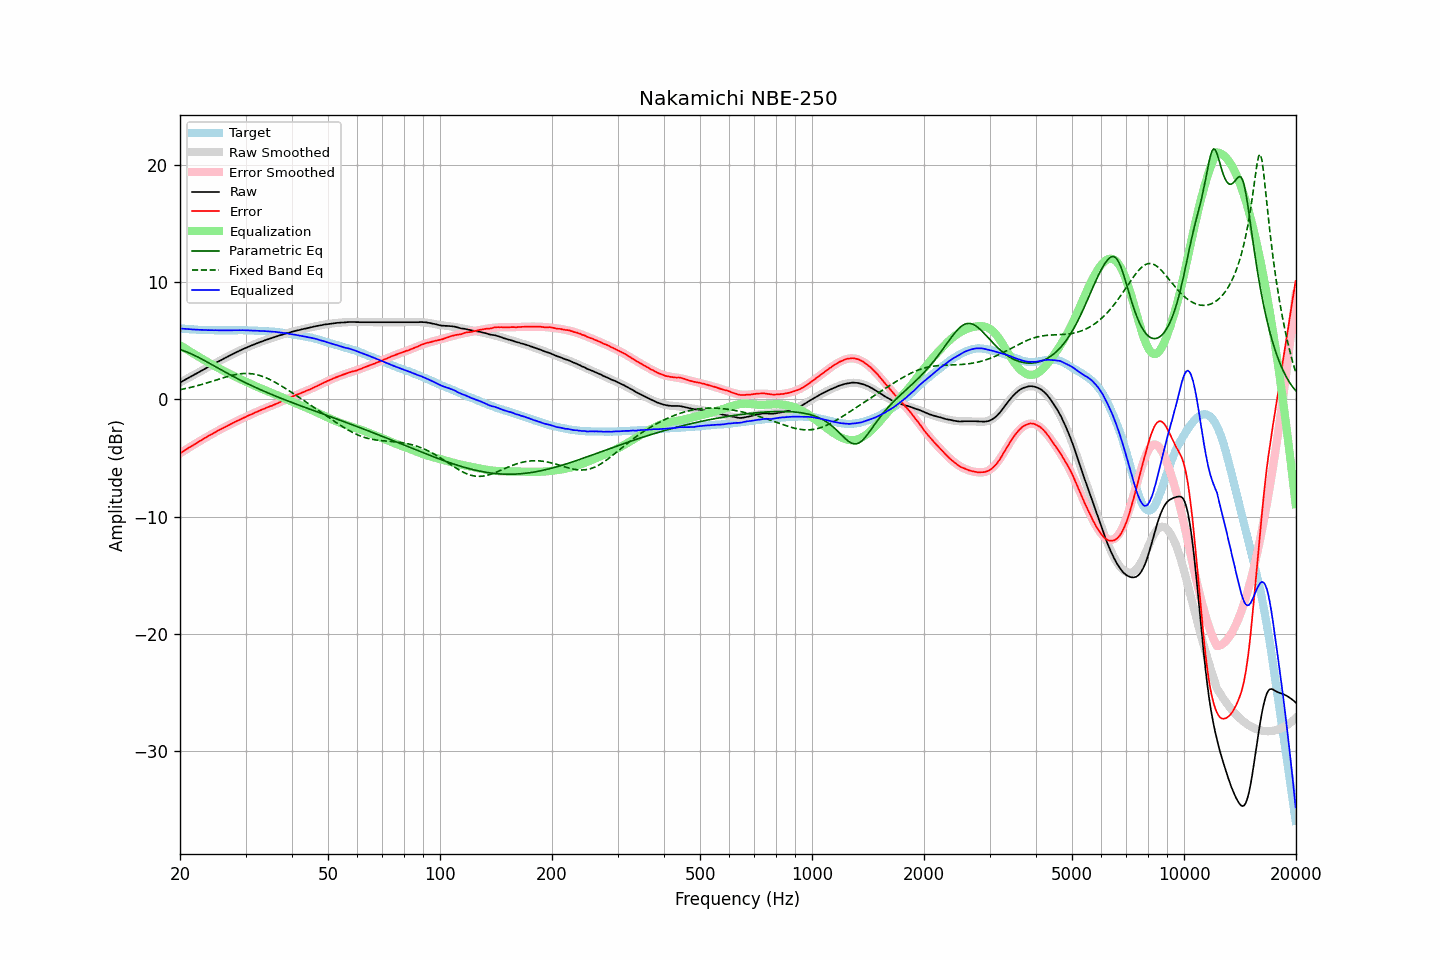 Nakamichi NBE-250
Target
Raw Smoothed
Error Smoothed
Raw
Error
Equalization
Parametric Eq
Fixed Band Eq
Equalized
20
10
0
−10
−20
−30
Amplitude (dBr)
20 50 100 200 500 1000 2000 5000 10000 20000
Frequency (Hz)